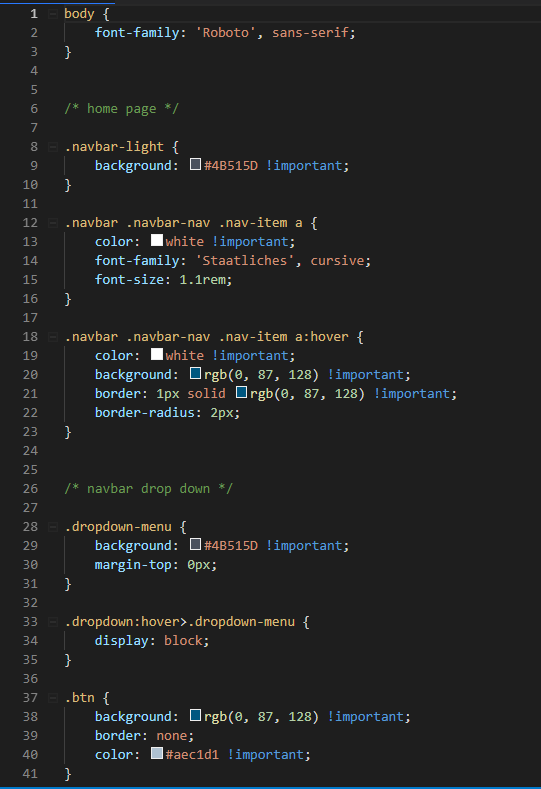 1 body {
2     font-family: 'Roboto', sans-serif;
3 }
4
5
6 /* home page */
7
8 .navbar-light {
9     background: #4B515D !important;
10 }
11
12 .navbar .navbar-nav .nav-item a {
13     color: white !important;
14     font-family: 'Staatliches', cursive;
15     font-size: 1.1rem;
16 }
17
18 .navbar .navbar-nav .nav-item a:hover {
19     color: white !important;
20     background: rgb(0, 87, 128) !important;
21     border: 1px solid rgb(0, 87, 128) !important;
22     border-radius: 2px;
23 }
24
25
26 /* navbar drop down */
27
28 .dropdown-menu {
29     background: #4B515D !important;
30     margin-top: 0px;
31 }
32
33 .dropdown:hover>.dropdown-menu {
34     display: block;
35 }
36
37 .btn {
38     background: rgb(0, 87, 128) !important;
39     border: none;
40     color: #aec1d1 !important;
41 }